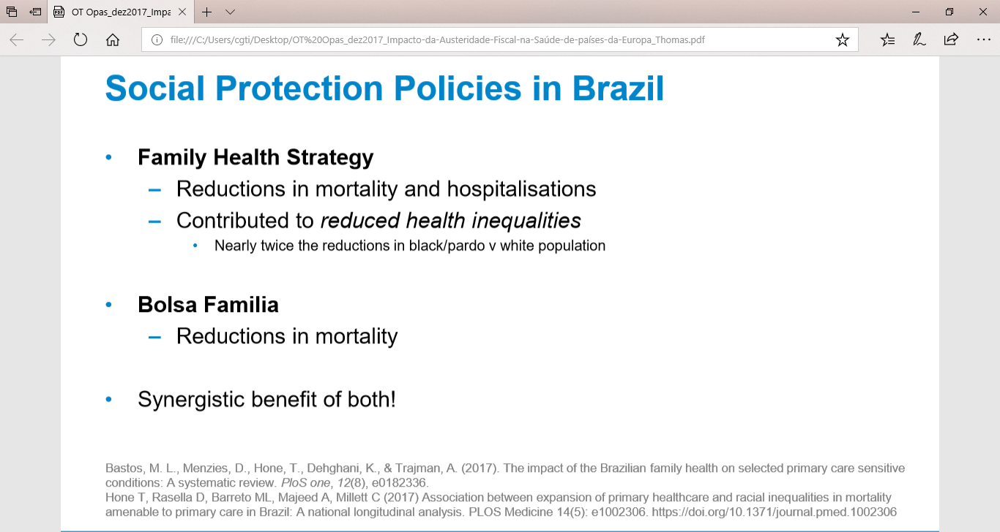 OT Opas_dez2017_Impa
file:///C:/Users/cgti/Desktop/OT%20Opas_dez2017_Impacto-da-Austeridade-Fiscal-na-Saúde-de-países-da-Europa_Thomas.pdf
Social Protection Policies in Brazil
• Family Health Strategy
– Reductions in mortality and hospitalisations
– Contributed to reduced health inequalities
• Nearly twice the reductions in black/pardo v white population
• Bolsa Familia
– Reductions in mortality
• Synergistic benefit of both!
Bastos, M. L., Menzies, D., Hone, T., Dehghani, K., & Trajman, A. (2017). The impact of the Brazilian family health on selected primary care sensitive
conditions: A systematic review. PloS one, 12(8), e0182336.
Hone T, Rasella D, Barreto ML, Majeed A, Millett C (2017) Association between expansion of primary healthcare and racial inequalities in mortality
amenable to primary care in Brazil: A national longitudinal analysis. PLOS Medicine 14(5): e1002306. https://doi.org/10.1371/journal.pmed.1002306